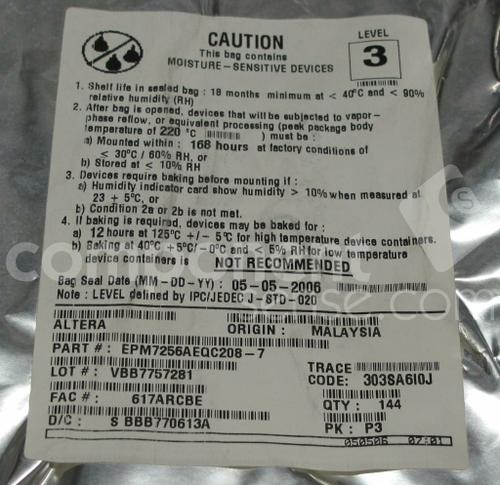 CAUTION
This bag contains
MOISTURE-SENSITIVE DEVICES
LEVEL
3
1. Shelf life in sealed bag : 18 months minimum at < 40°C and < 90%
relative humidity (RH)
2. After bag is opened, devices that will be subjected to vapor-
phase reflow, or equivalent processing (peak package body
temperature of 220 °C ) must be :
a) Mounted within : 168 hours at factory conditions of
< 30°C / 60% RH, or
b) Stored at < 10% RH
3. Devices require baking before mounting if :
a) Humidity indicator card show humidity > 10% when measured at
23 + 5°C, or
b) Condition 2a or 2b is not met.
4. If baking is required, devices may be baked for :
a) 12 hours at 125°C +/- 5°C for high temperature device containers.
b) Baking at 40°C +5°C/-0°C and < 5% RH for low temperature
device containers is NOT RECOMMENDED
Bag Seal Date (MM-DD-YY) : 05-05-2006
Note : LEVEL defined by IPC/JEDEC J-STD-020
ALTERA ORIGIN : MALAYSIA
PART # : EPM7256AEQC208-7
LOT # : VBB7757281
TRACE
CODE: 303SA6I0J
FAC # : 617ARCBE
QTY : 144
D/C : S BBB770613A
PK : P3
050506 07:01
component
sense.com